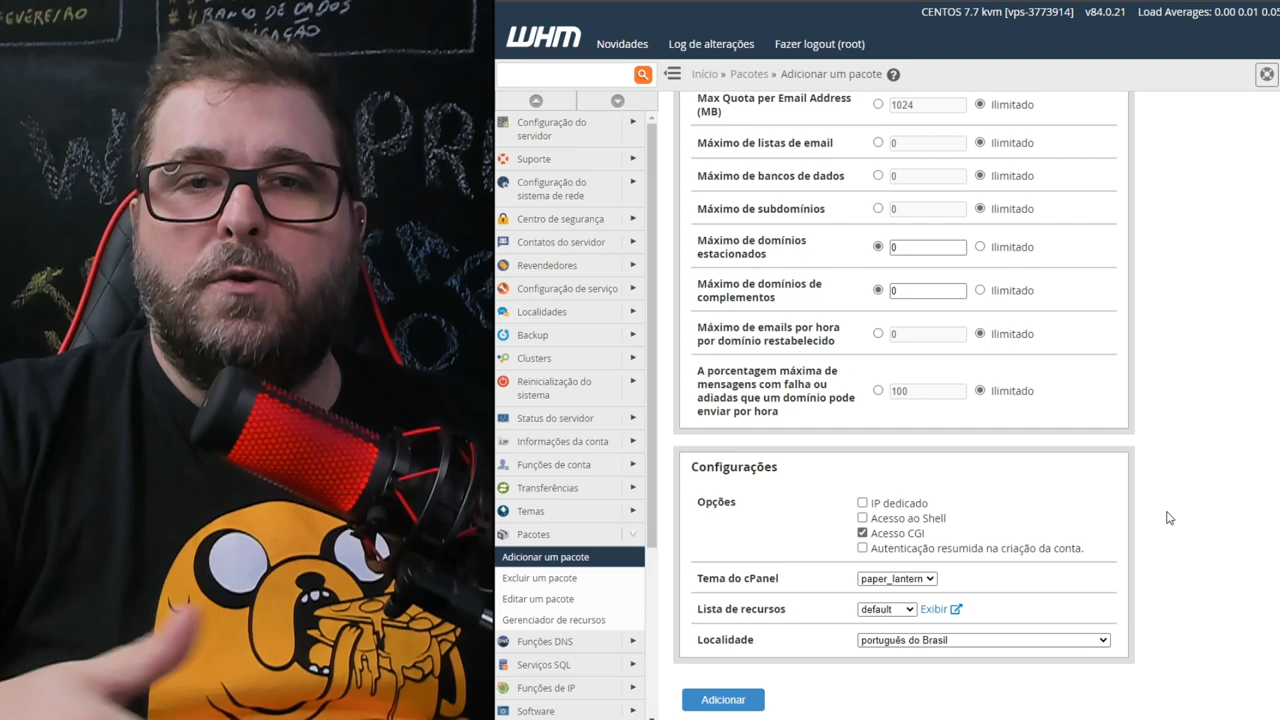 FEVEREIRO
# 4 BANCO DE DADOS
WHM
CENTOS 7.7 kvm [vps-3773914] v84.0.21 Load Averages: 0.00 0.01 0.05
Novidades Log de alterações Fazer logout (root)
Início » Pacotes » Adicionar um pacote
Configuração do
servidor
Suporte
Configuração do
sistema de rede
Centro de segurança
Contatos do servidor
Revendedores
Configuração de serviço
Localidades
Backup
Clusters
Reinicialização do
sistema
Status do servidor
Informações da conta
Funções de conta
Transferências
Temas
Pacotes
Adicionar um pacote
Excluir um pacote
Editar um pacote
Gerenciador de recursos
Funções DNS
Serviços SQL
Funções de IP
Software
Max Quota per Email Address
(MB)
1024 Ilimitado
Máximo de listas de email 0 Ilimitado
Máximo de bancos de dados 0 Ilimitado
Máximo de subdomínios 0 Ilimitado
Máximo de domínios
estacionados
0 Ilimitado
Máximo de domínios de
complementos
0 Ilimitado
Máximo de emails por hora
por domínio restabelecido
0 Ilimitado
A porcentagem máxima de
mensagens com falha ou
adiadas que um domínio pode
enviar por hora
100 Ilimitado
Configurações
Opções
IP dedicado
Acesso ao Shell
Acesso CGI
Autenticação resumida na criação da conta.
Tema do cPanel paper_lantern
Lista de recursos default Exibir
Localidade português do Brasil
Adicionar